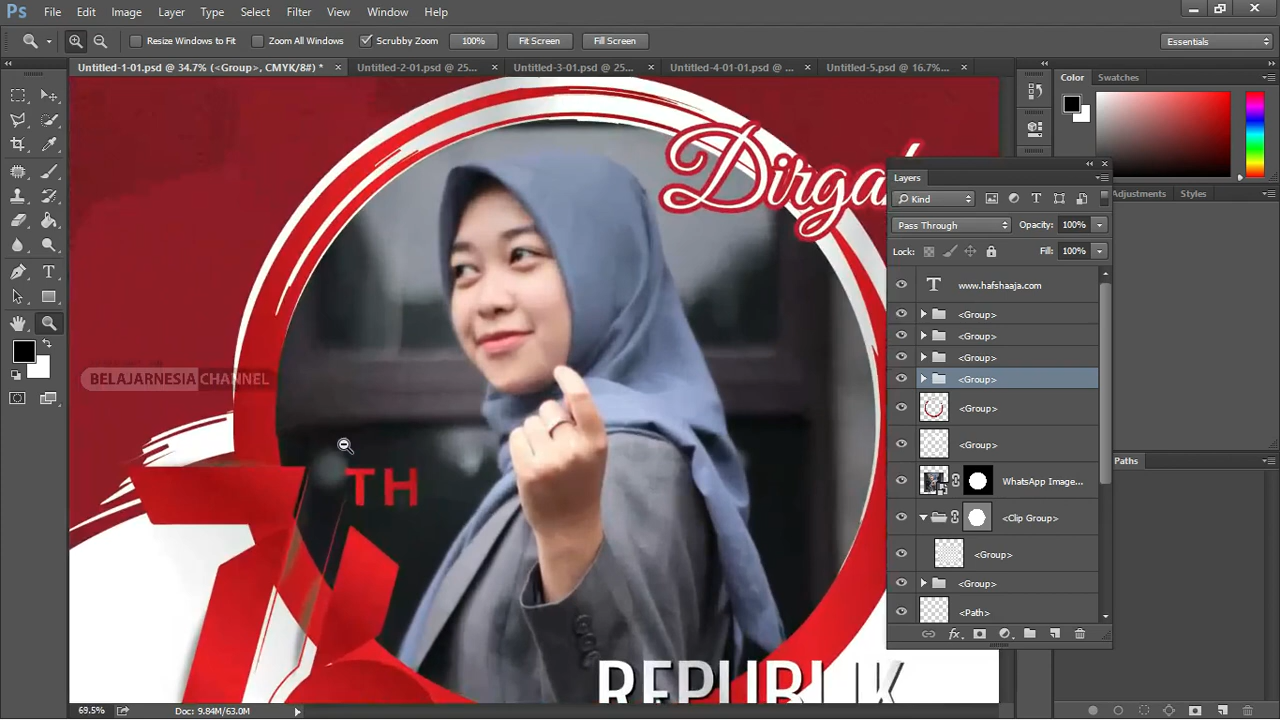 Ps File Edit Image Layer Type Select Filter View Window Help
Resize Windows to Fit Zoom All Windows Scrubby Zoom 100% Fit Screen Fill Screen Essentials
Untitled-1-01.psd @ 34.7% (<Group>, CMYK/8#) * × Untitled-2-01.psd @ 25... × Untitled-3-01.psd @ 25... × Untitled-4-01-01.psd @ ... × Untitled-5.psd @ 16.7%... ×
Color Swatches
Adjustments Styles
Paths
Layers
Kind
Pass Through Opacity: 100%
Lock: Fill: 100%
T www.hafshaaja.com
<Group>
<Group>
<Group>
<Group>
<Group>
<Group>
WhatsApp Image...
<Clip Group>
<Group>
<Group>
<Path>
fx
BELAJARNESIA CHANNEL
TH
REPUBLIK
69.5% Doc: 9.84M/63.0M